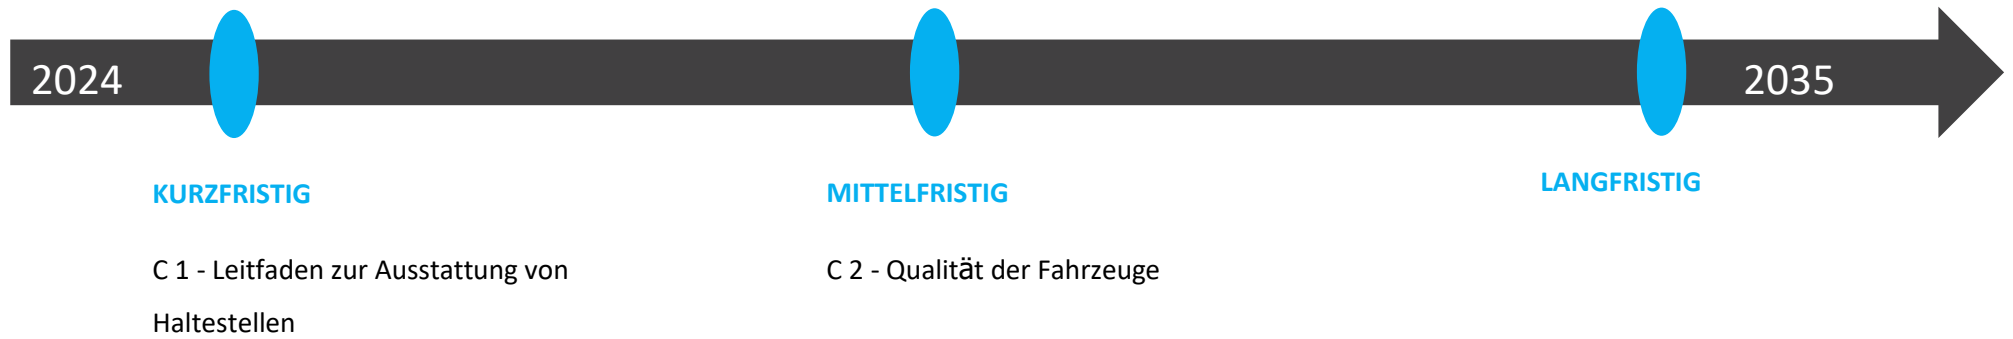 2024
2035
KURZFRISTIG
MITTELFRISTIG
LANGFRISTIG
C 1 - Leitfaden zur Ausstattung von
Haltestellen
C 2 - Qualität der Fahrzeuge